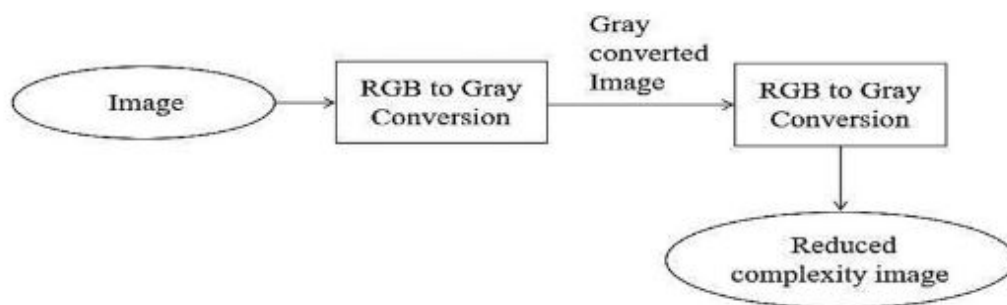 Image
RGB to Gray
Conversion
Gray
converted
Image
RGB to Gray
Conversion
Reduced
complexity image